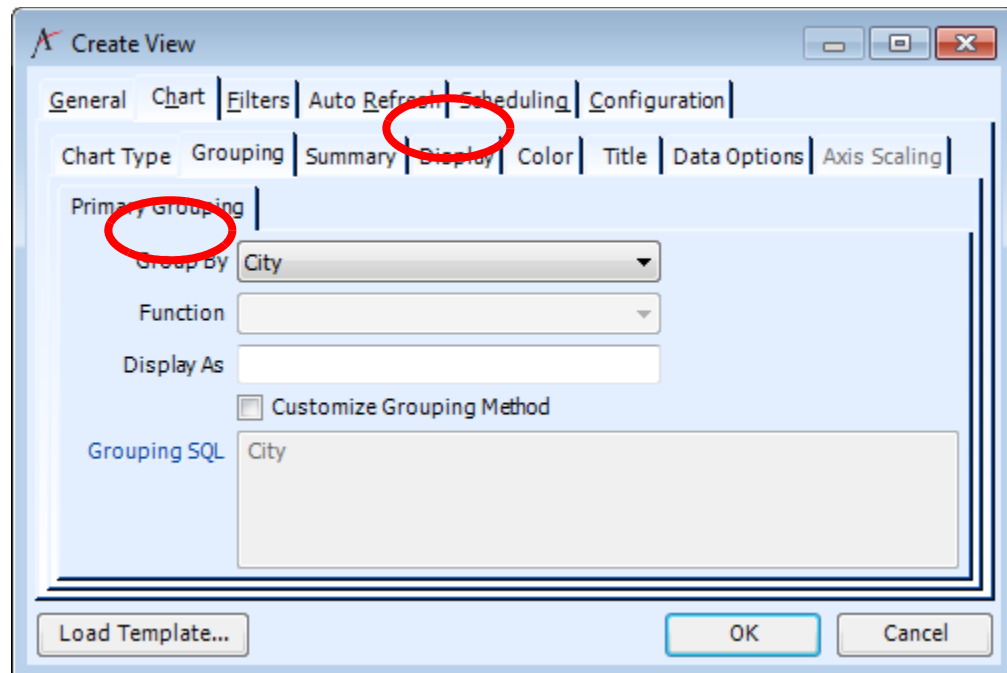 Create View
General Chart Filters Auto Refresh Scheduling Configuration
Chart Type Grouping Summary Display Color Title Data Options Axis Scaling
Primary Grouping
Group By City
Function
Display As
Customize Grouping Method
Grouping SQL City
Load Template... OK Cancel